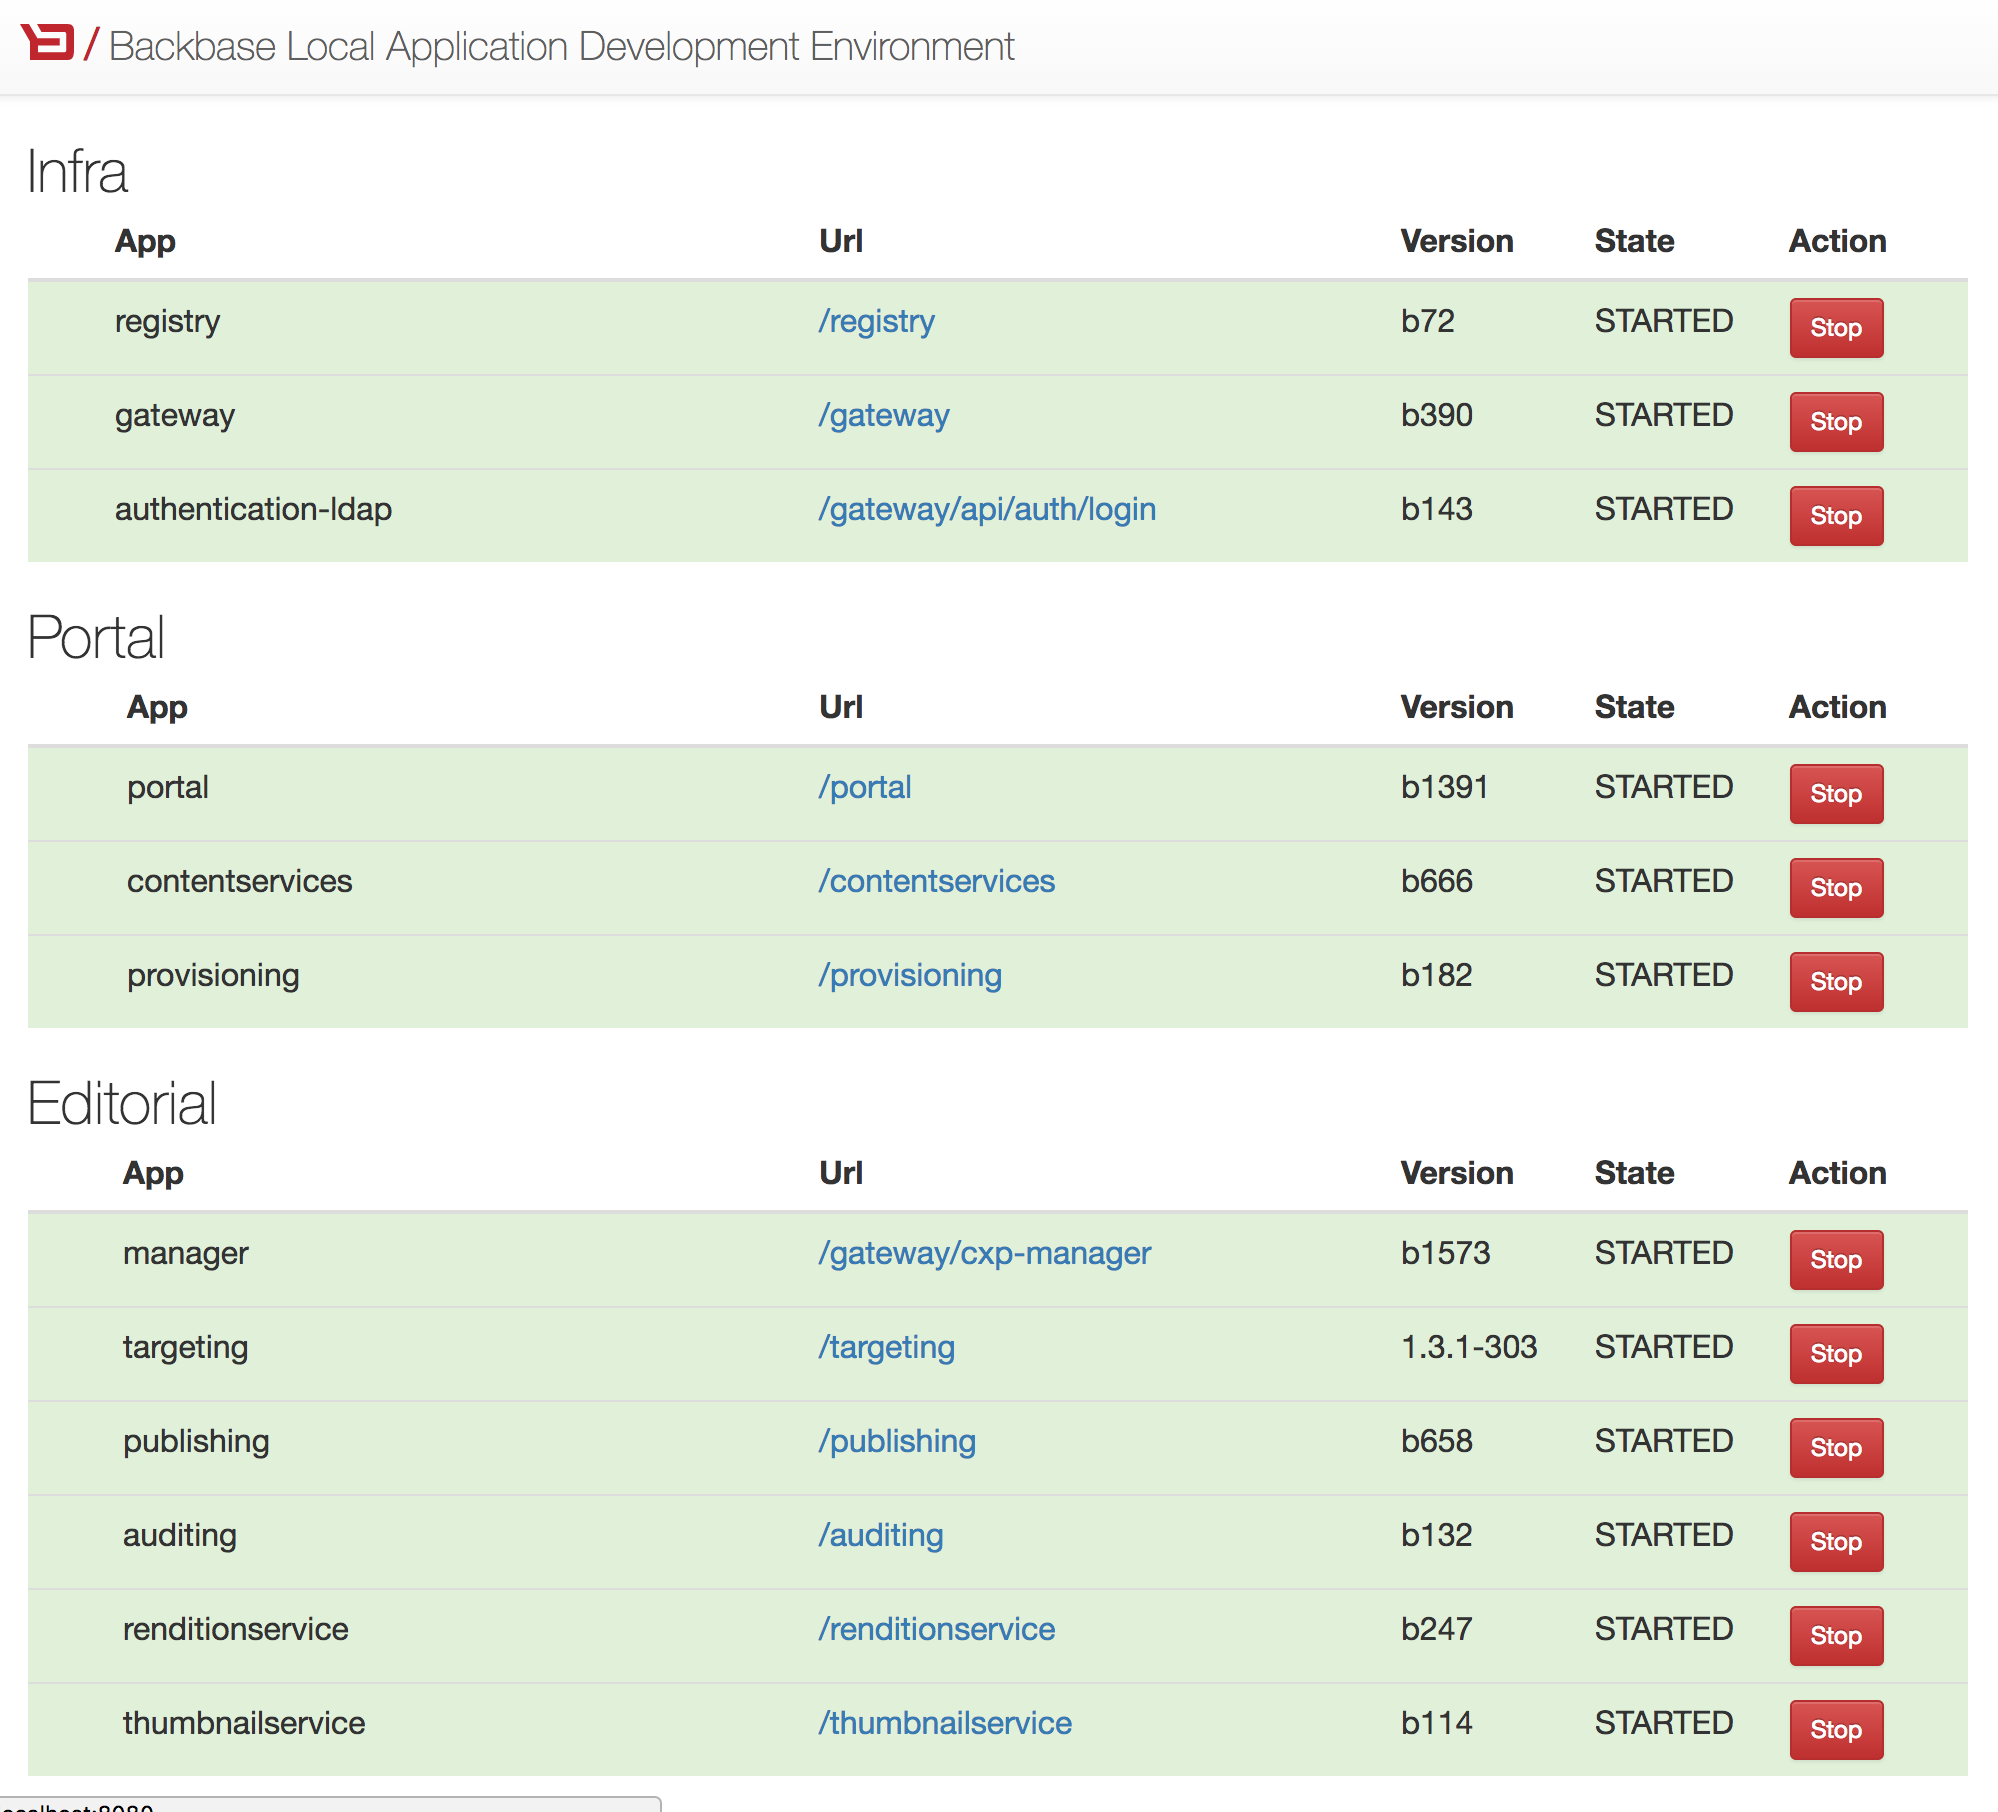 / Backbase Local Application Development Environment
Infra
App Url Version State Action
registry /registry b72 STARTED Stop
gateway /gateway b390 STARTED Stop
authentication-ldap /gateway/api/auth/login b143 STARTED Stop
Portal
App Url Version State Action
portal /portal b1391 STARTED Stop
contentservices /contentservices b666 STARTED Stop
provisioning /provisioning b182 STARTED Stop
Editorial
App Url Version State Action
manager /gateway/cxp-manager b1573 STARTED Stop
targeting /targeting 1.3.1-303 STARTED Stop
publishing /publishing b658 STARTED Stop
auditing /auditing b132 STARTED Stop
renditionservice /renditionservice b247 STARTED Stop
thumbnailservice /thumbnailservice b114 STARTED Stop